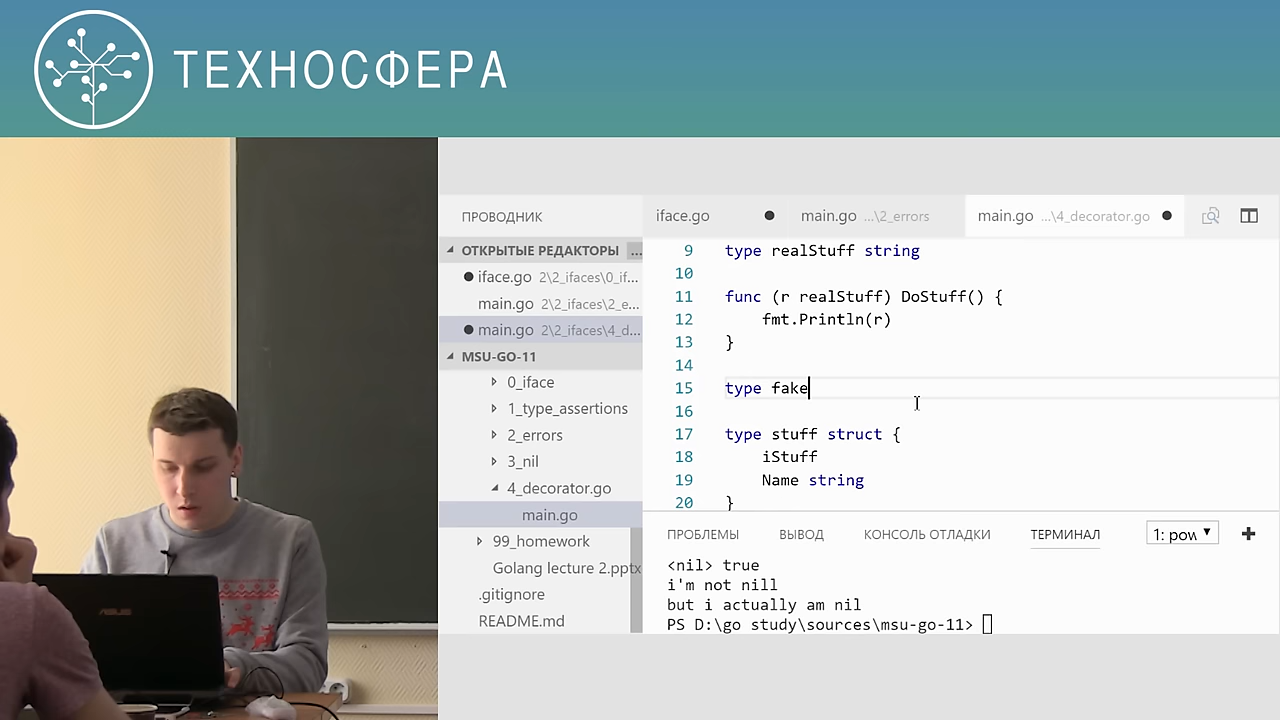 ТЕХНОСФЕРА
ПРОВОДНИК
ОТКРЫТЫЕ РЕДАКТОРЫ ...
iface.go 2\2_ifaces\0_if...
main.go 2\2_ifaces\2_e...
main.go 2\2_ifaces\4_d...
MSU-GO-11
0_iface
1_type_assertions
2_errors
3_nil
4_decorator.go
main.go
99_homework
Golang lecture 2.pptx
.gitignore
README.md
iface.go
main.go ...\2_errors
main.go ...\4_decorator.go
9 type realStuff string
10
11 func (r realStuff) DoStuff() {
12 fmt.Println(r)
13 }
14
15 type fake
16
17 type stuff struct {
18 iStuff
19 Name string
20 }
ПРОБЛЕМЫ ВЫВОД КОНСОЛЬ ОТЛАДКИ ТЕРМИНАЛ 1: pow
<nil> true
i'm not nill
but i actually am nil
PS D:\go study\sources\msu-go-11>
ASUS